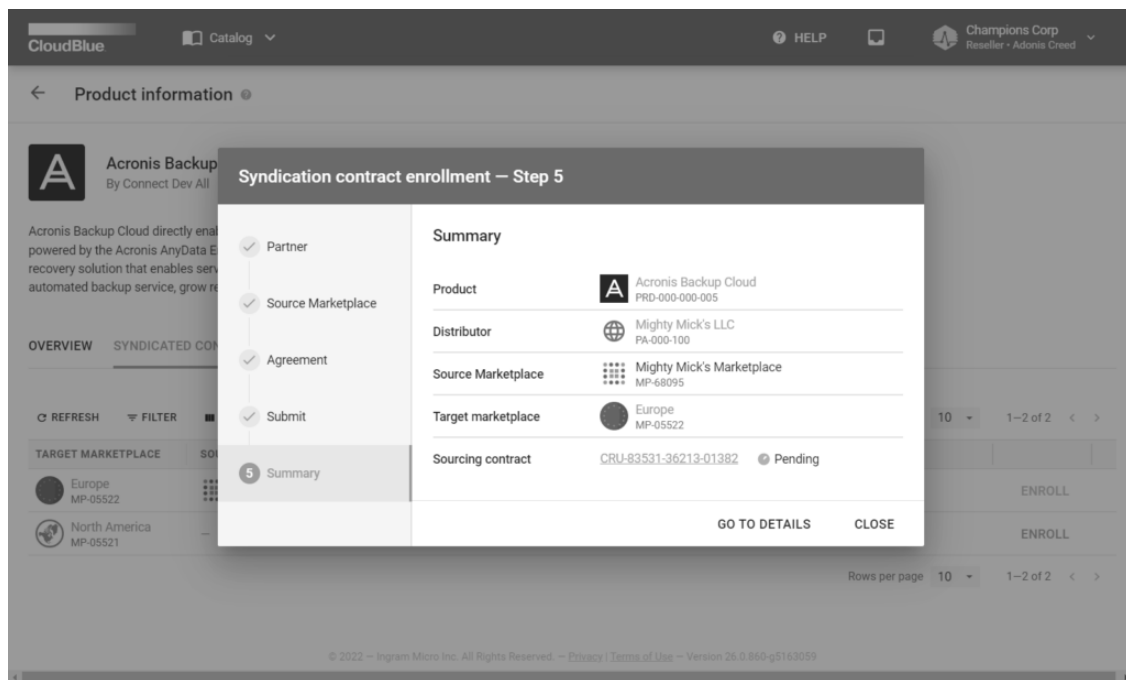 CloudBlue
Catalog
HELP
Champions Corp
Reseller • Adonis Creed
Product information
Acronis Backup
By Connect Dev All
Acronis Backup Cloud directly enal
powered by the Acronis AnyData E
recovery solution that enables serv
automated backup service, grow re
OVERVIEW SYNDICATED CON
REFRESH FILTER
10 1–2 of 2
TARGET MARKETPLACE SOU
Europe
MP-05522
ENROLL
North America
MP-05521
–
ENROLL
Rows per page 10 1–2 of 2
Syndication contract enrollment — Step 5
Partner
Source Marketplace
Agreement
Submit
5 Summary
Summary
Product
Acronis Backup Cloud
PRD-000-000-005
Distributor
Mighty Mick's LLC
PA-000-100
Source Marketplace
Mighty Mick's Marketplace
MP-68095
Target marketplace
Europe
MP-05522
Sourcing contract
CRU-83531-36213-01382 Pending
GO TO DETAILS CLOSE
© 2022 — Ingram Micro Inc. All Rights Reserved. — Privacy | Terms of Use — Version 26.0.860-g5163059